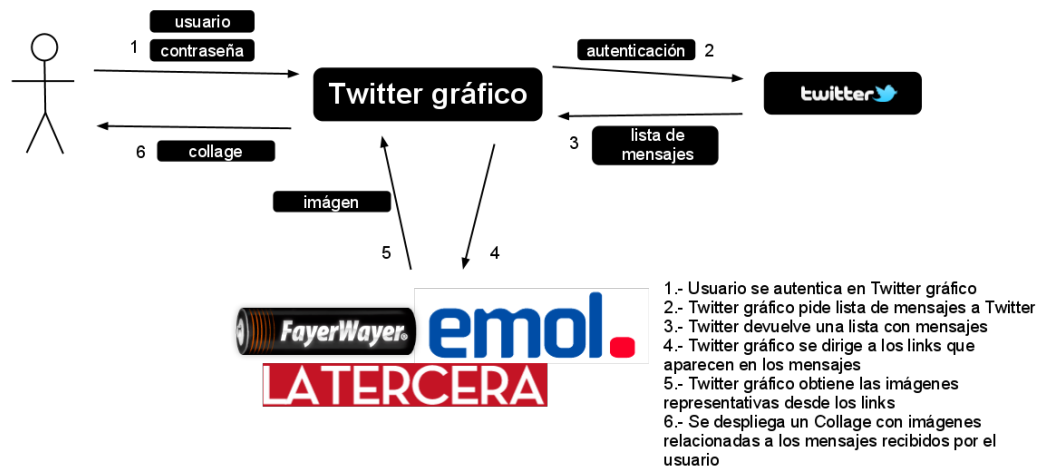 usuario
1
contraseña
autenticación 2
Twitter gráfico
twitter
3
lista de
mensajes
6
collage
imágen
5
4
FayerWayer®
emol.
LATERCERA
1.- Usuario se autentica en Twitter gráfico
2.- Twitter gráfico pide lista de mensajes a Twitter
3.- Twitter devuelve una lista con mensajes
4.- Twitter gráfico se dirige a los links que
aparecen en los mensajes
5.- Twitter gráfico obtiene las imágenes
representativas desde los links
6.- Se despliega un Collage con imágenes
relacionadas a los mensajes recibidos por el
usuario